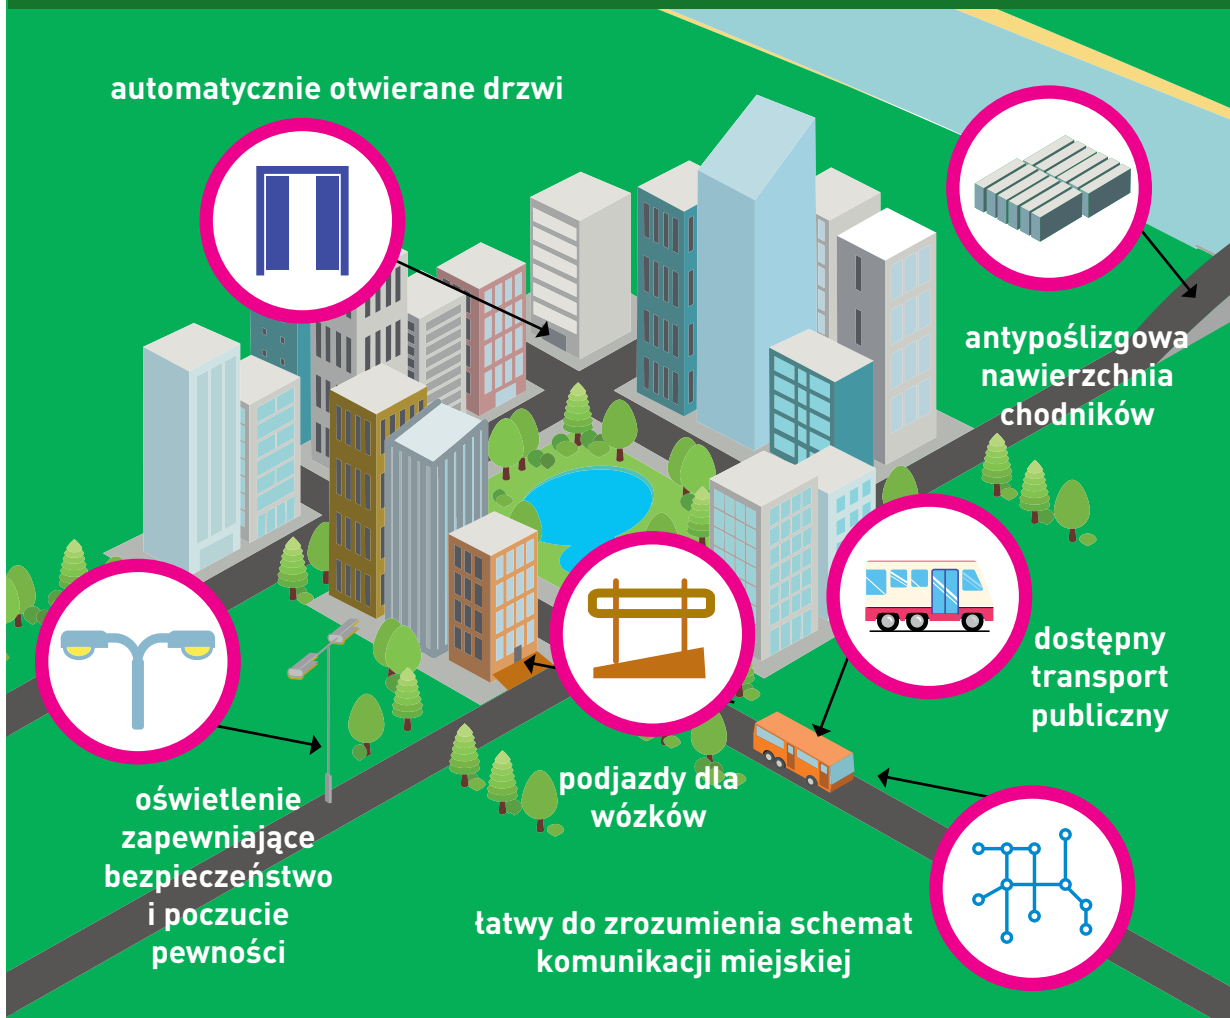 automatycznie otwierane drzwi
antypoślizgowa
nawierzchnia
chodników
dostępny
transport
publiczny
podjazdy dla
wózków
oświetlenie
zapewniające
bezpieczeństwo
i poczucie
pewności
łatwy do zrozumienia schemat
komunikacji miejskiej